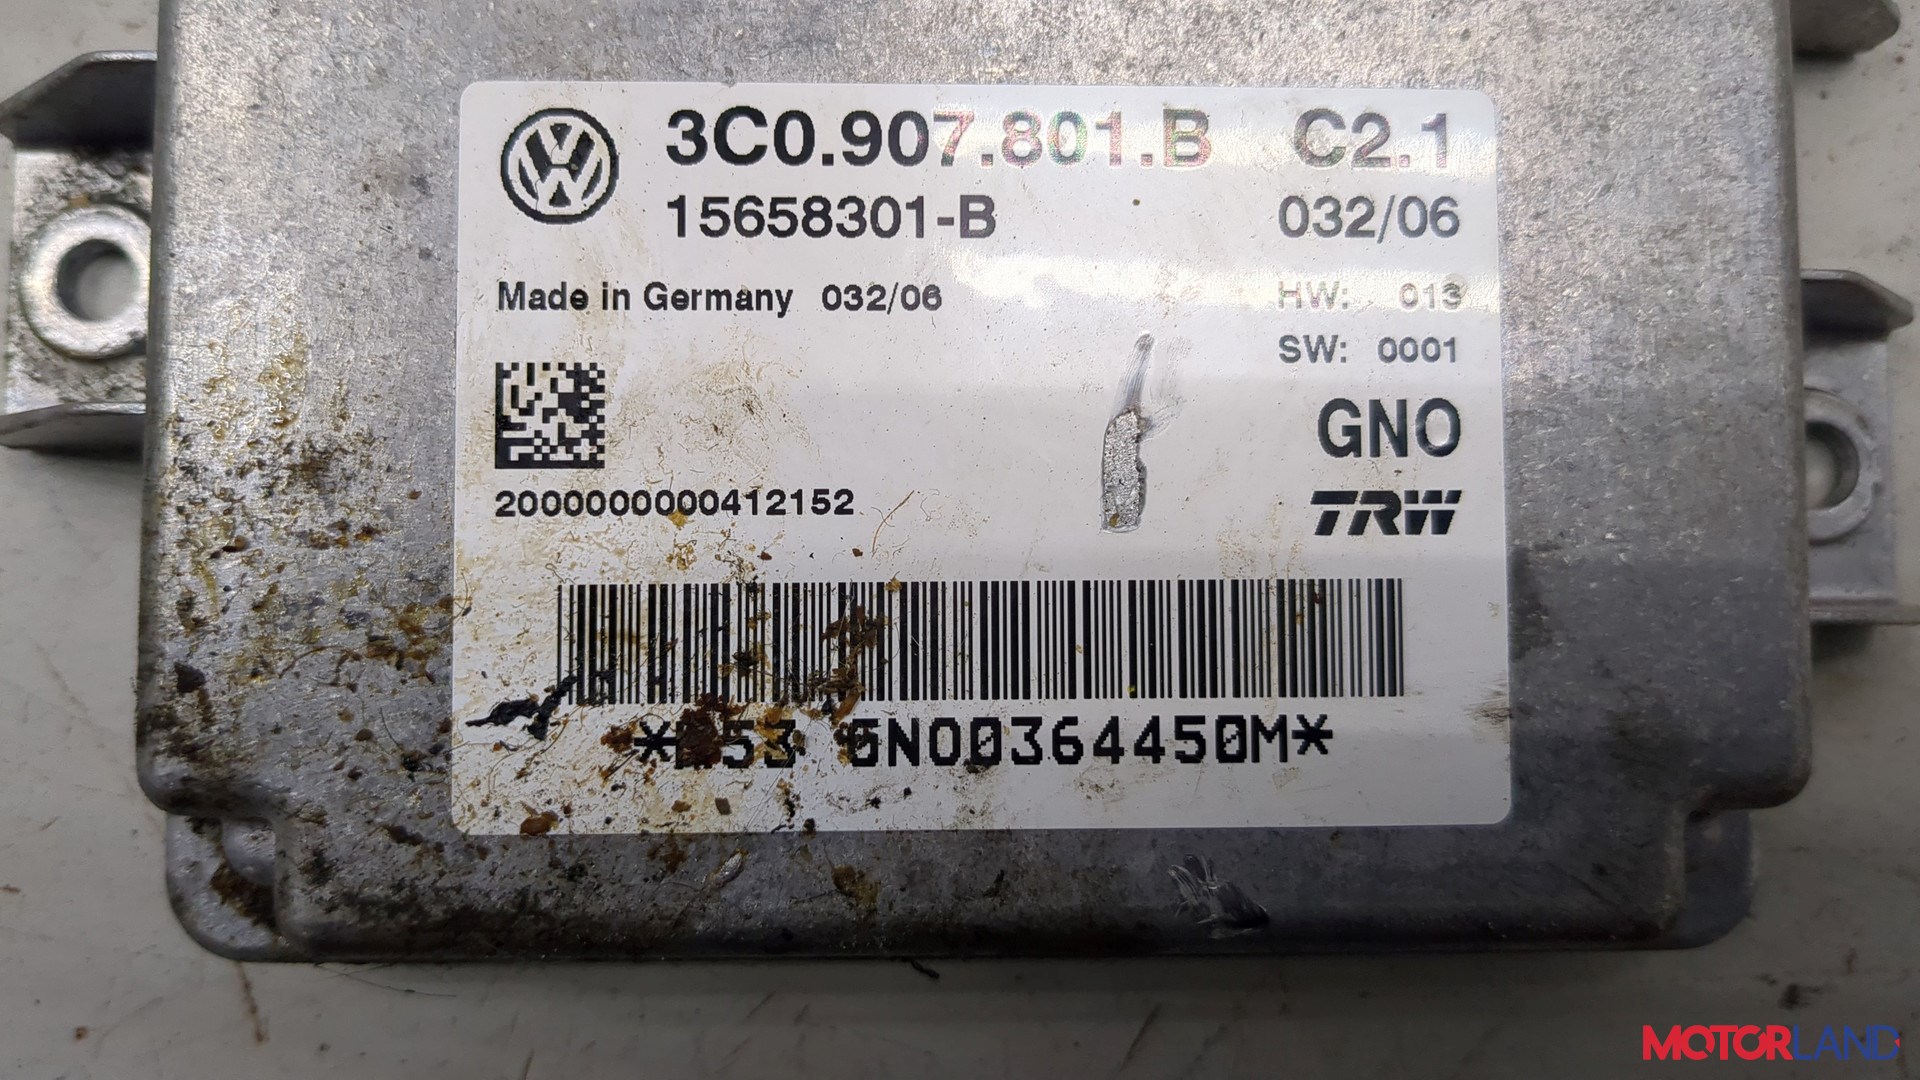 3C0.907.801.B C2.1
15658301-B 032/06
Made in Germany 032/06 HW: 013
SW: 0001
GNO
2000000000412152 TRW
GNO0364450M*
MOTORLAND